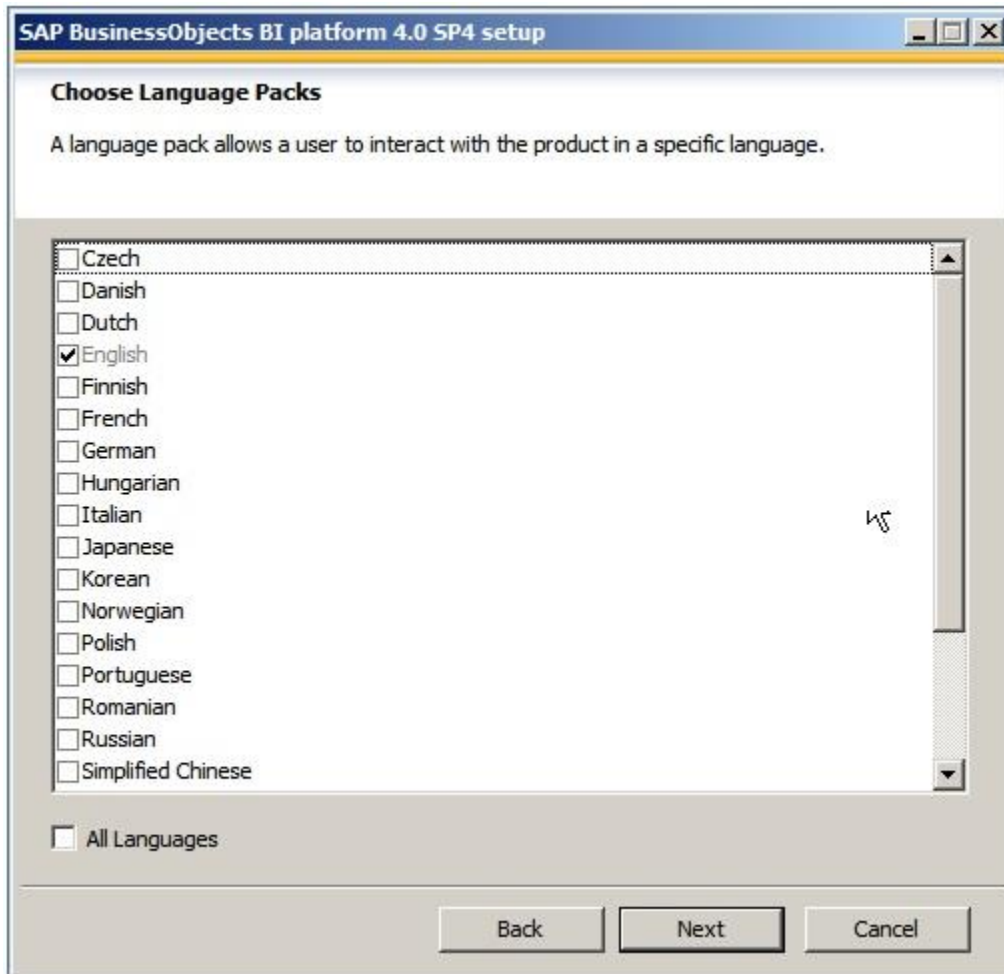 SAP BusinessObjects BI platform 4.0 SP4 setup
Choose Language Packs
A language pack allows a user to interact with the product in a specific language.
Czech
Danish
Dutch
English
Finnish
French
German
Hungarian
Italian
Japanese
Korean
Norwegian
Polish
Portuguese
Romanian
Russian
Simplified Chinese
All Languages
Back Next Cancel